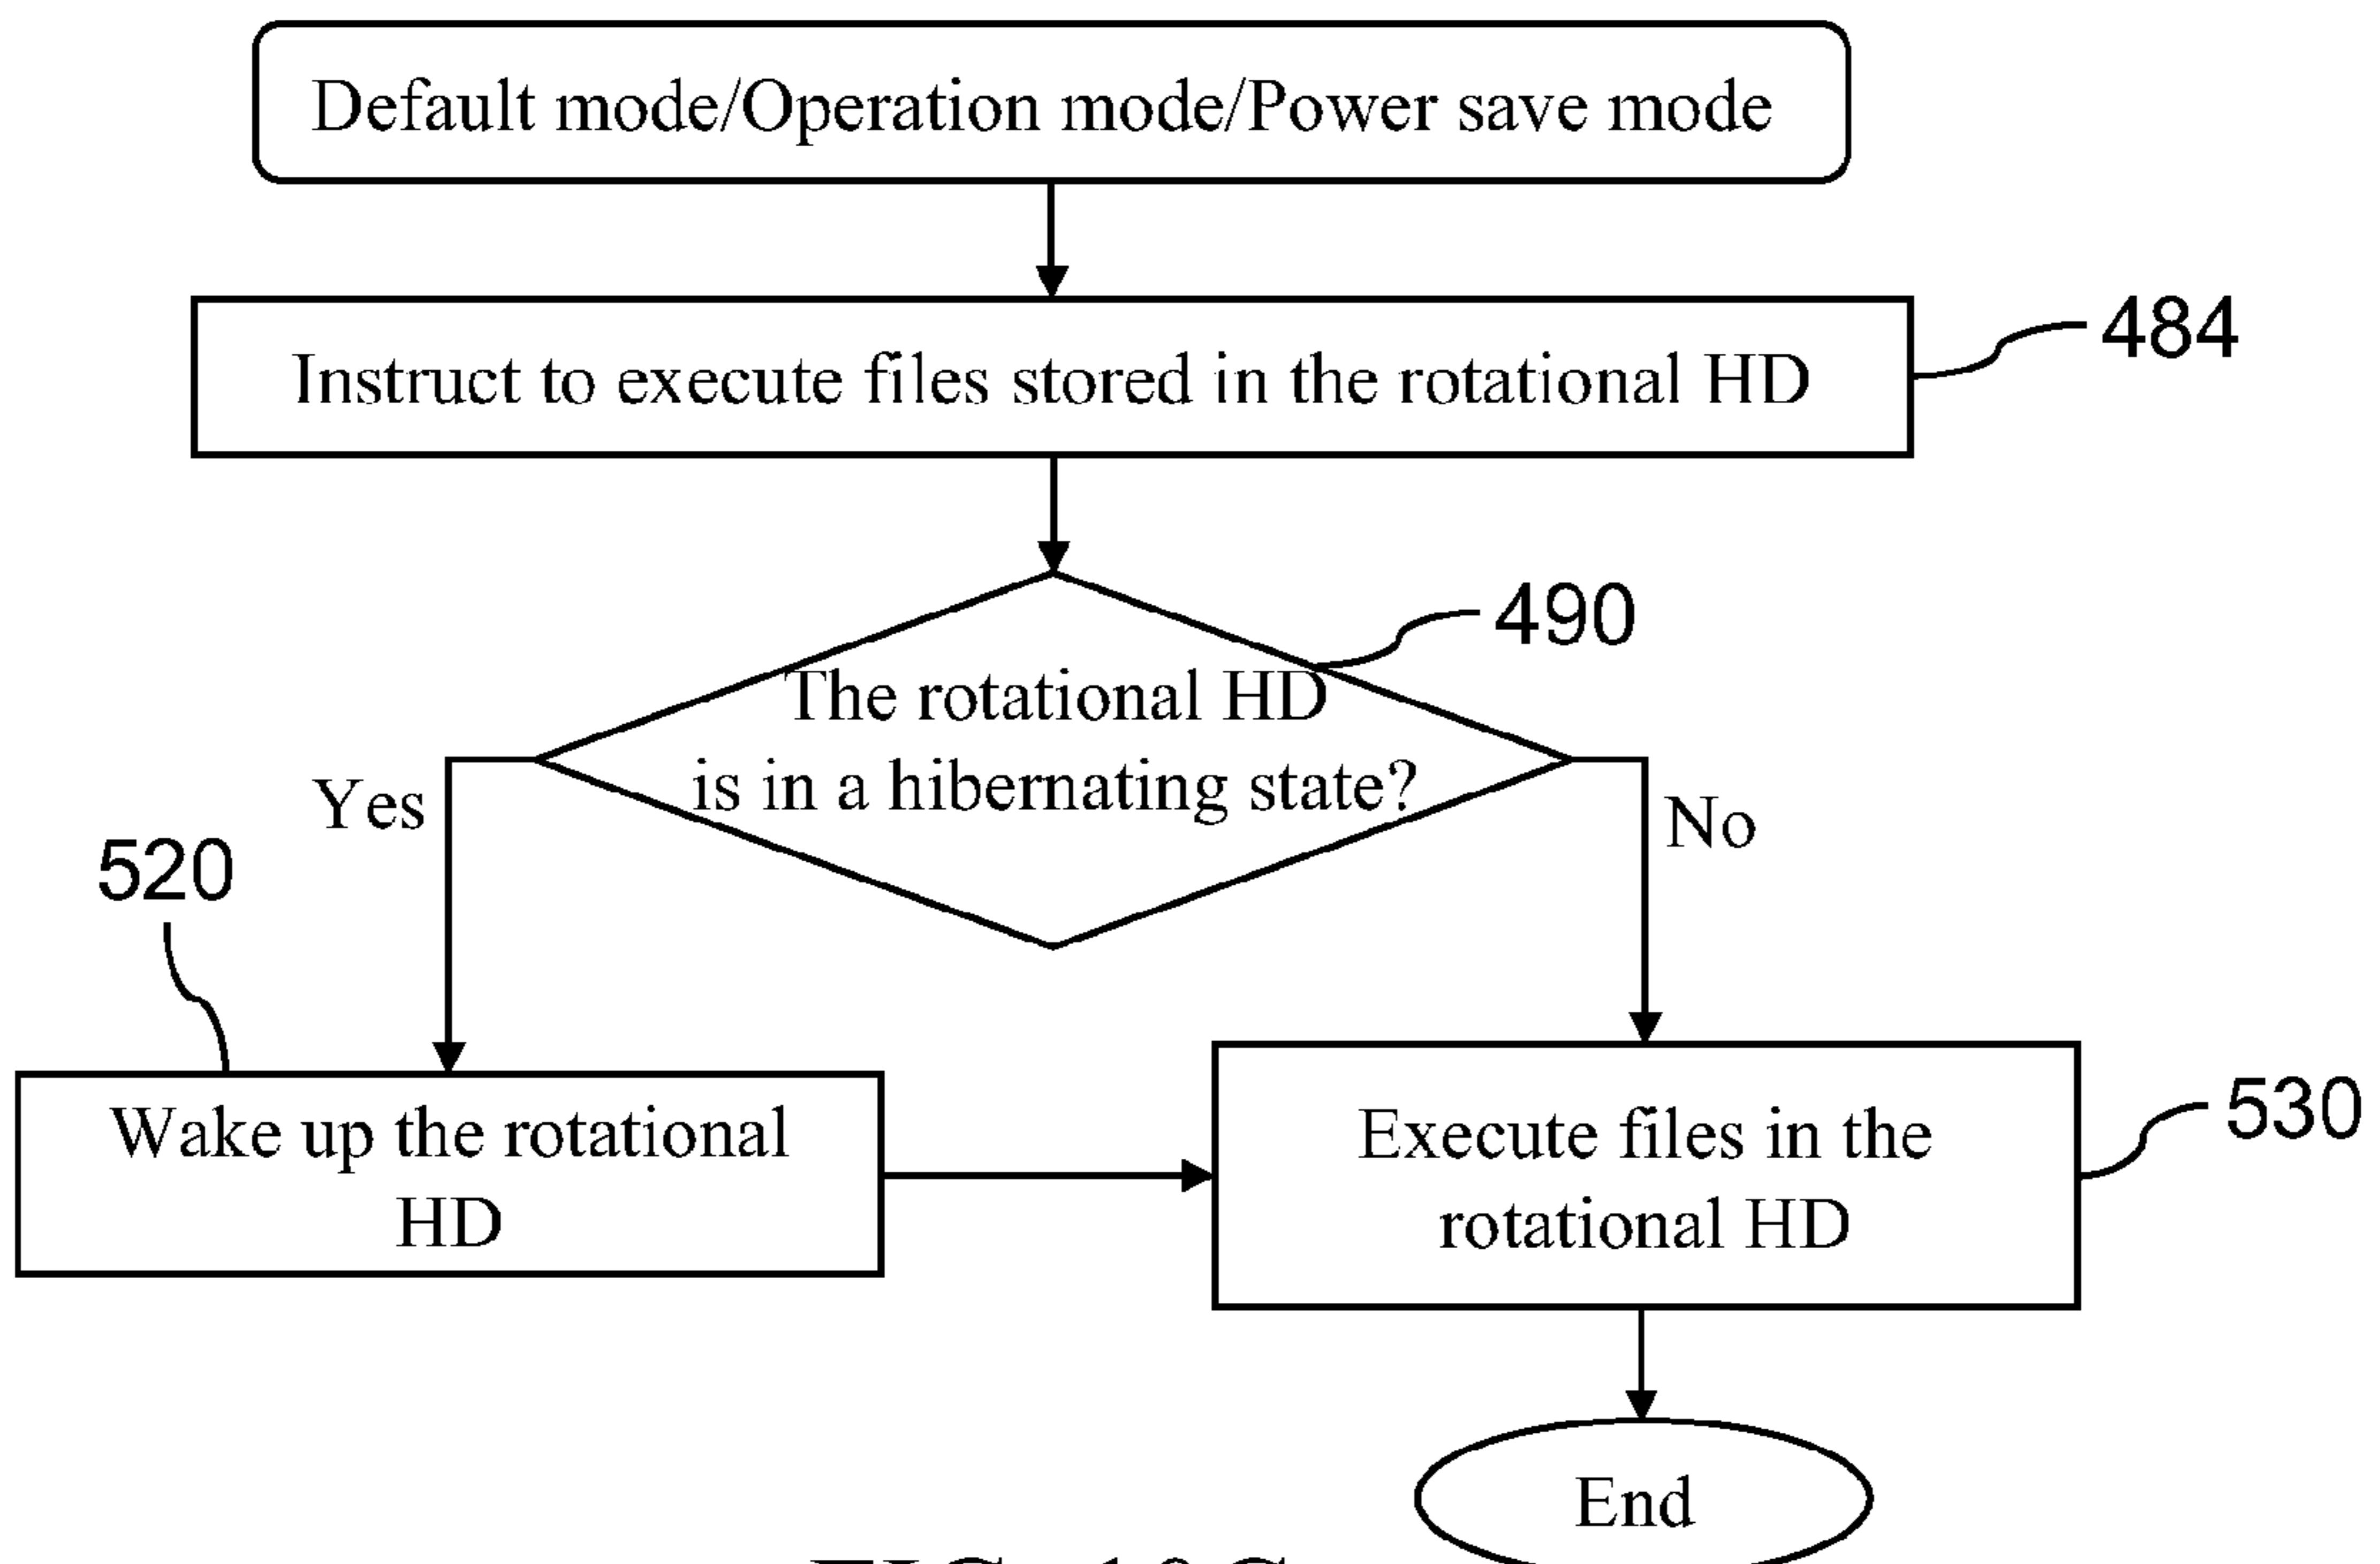 Default mode/Operation mode/Power save mode
Instruct to execute files stored in the rotational HD
484
490
The rotational HD
is in a hibernating state?
Yes
No
520
Wake up the rotational
HD
Execute files in the
rotational HD
530
End